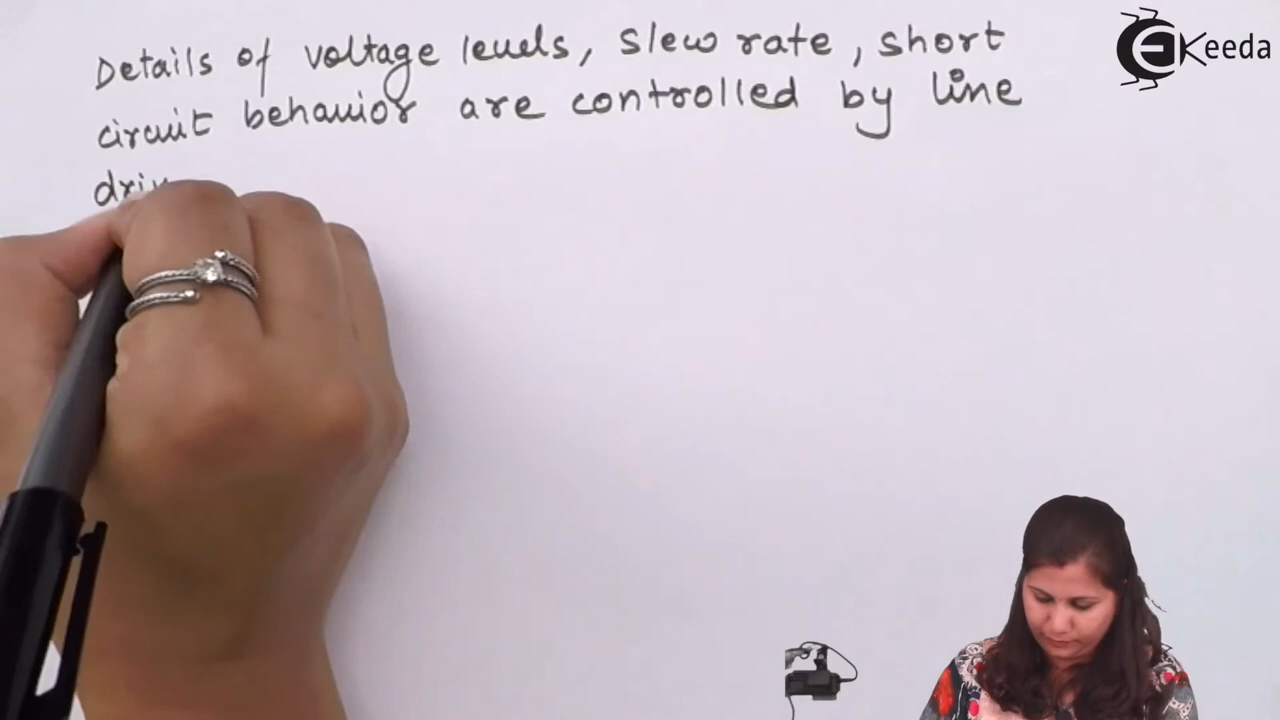 Details of voltage levels, slew rate, short
circuit behavior are controlled by line
Keeda